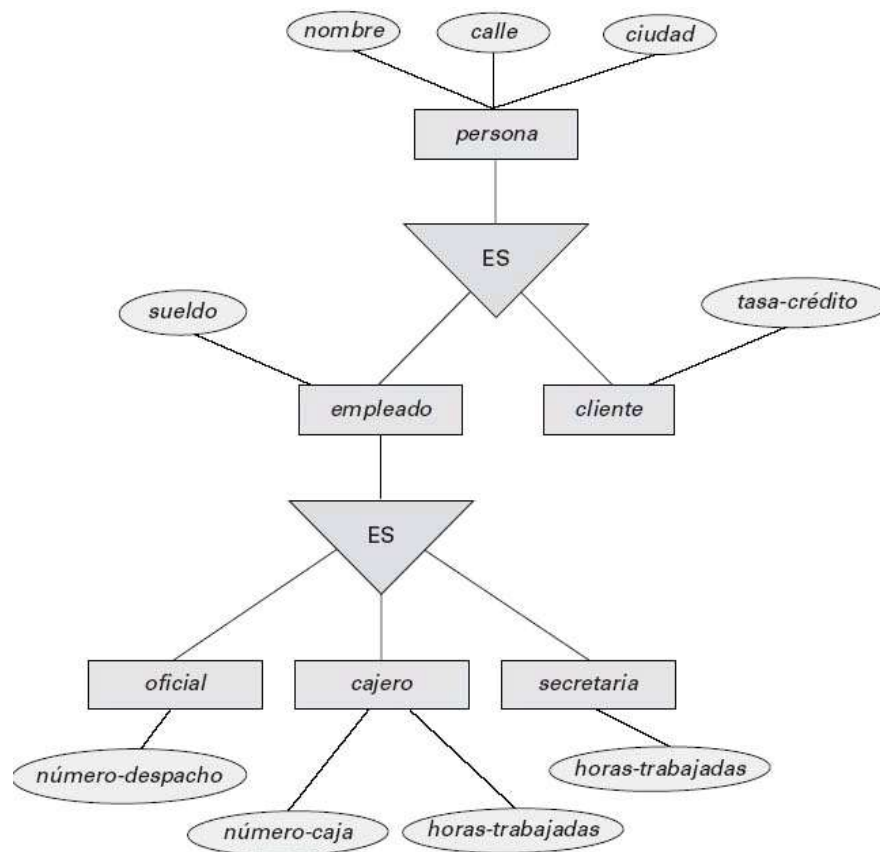 nombre
calle
ciudad
persona
ES
sueldo
tasa-crédito
empleado
cliente
ES
oficial
cajero
secretaria
número-despacho
horas-trabajadas
número-caja
horas-trabajadas